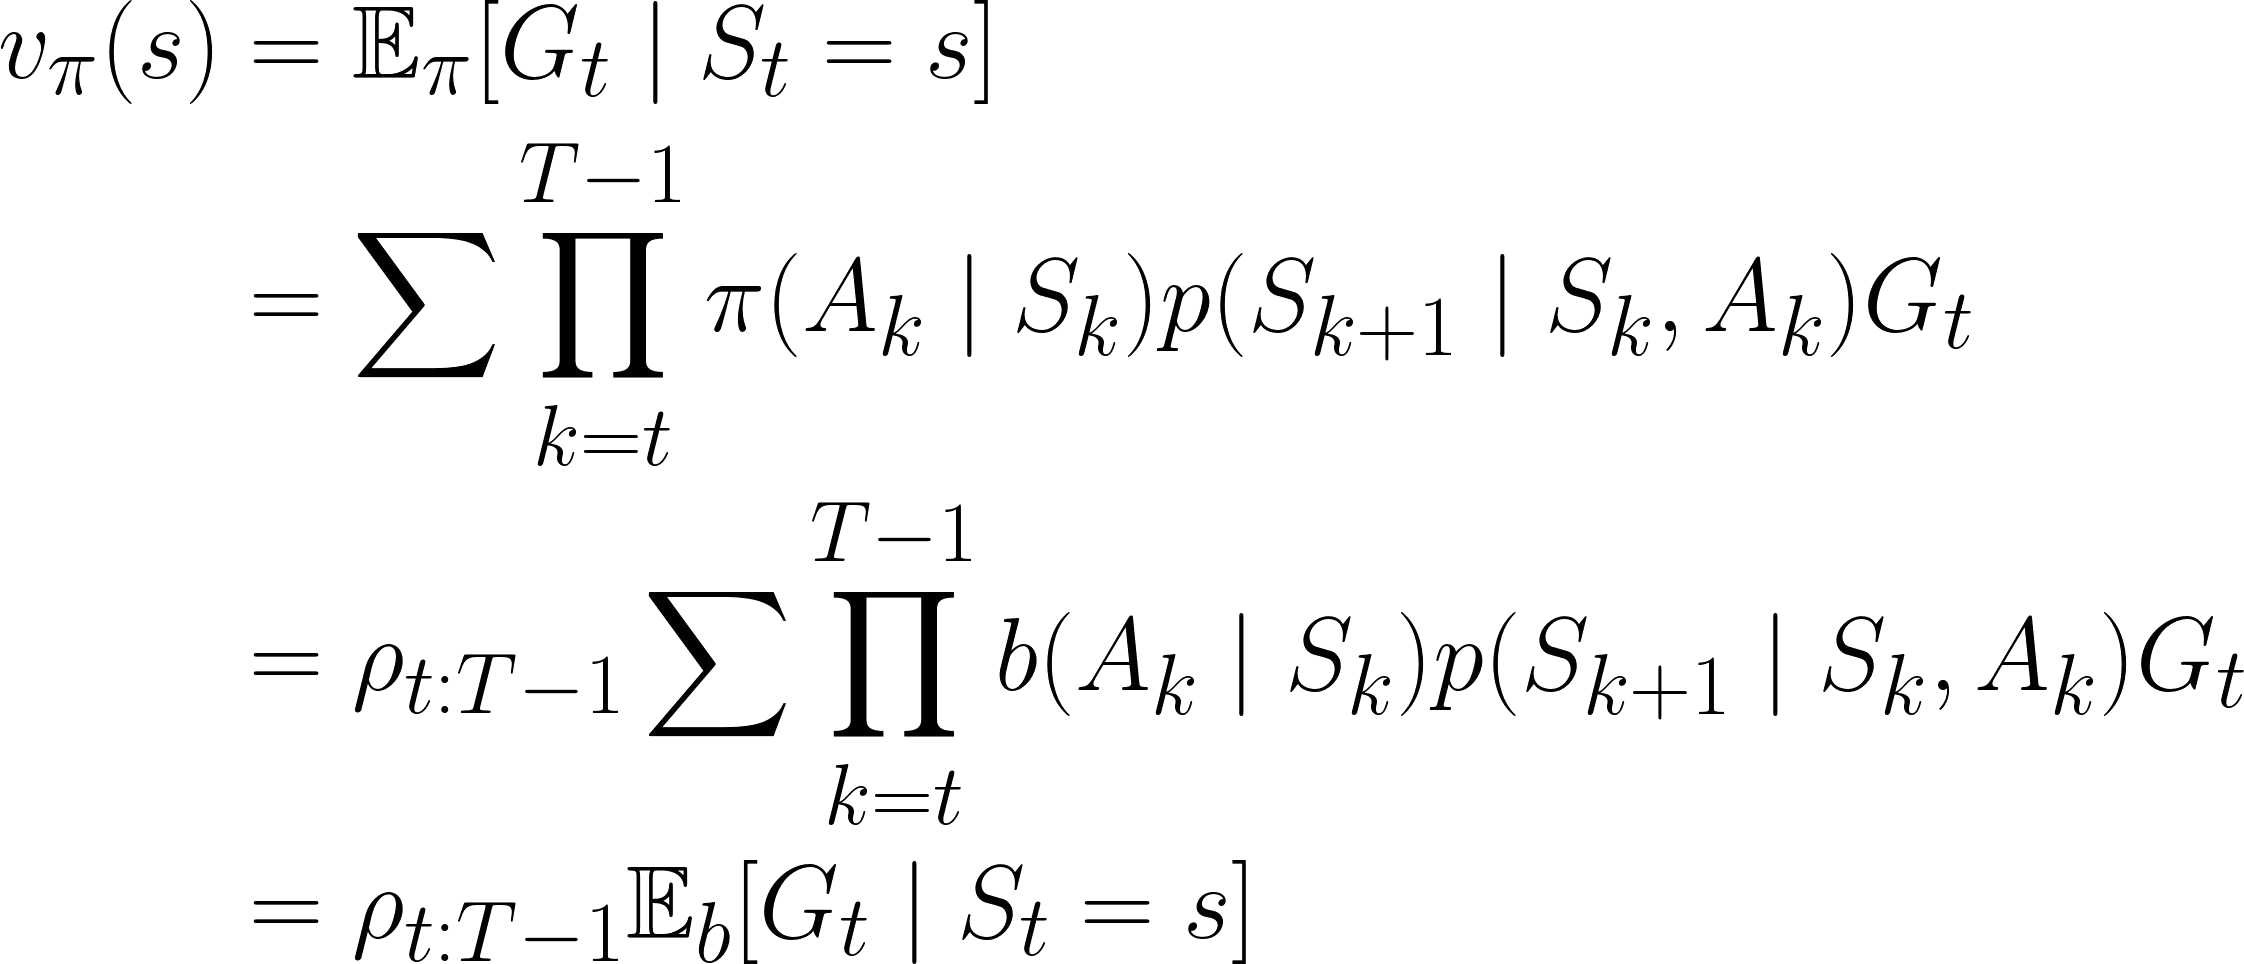 v_π(s) = 𝔼_π[G_t | S_t = s]
= ∑ ∏_{k=t}^{T−1} π(A_k | S_k)p(S_{k+1} | S_k, A_k)G_t
= ρ_{t:T−1} ∑ ∏_{k=t}^{T−1} b(A_k | S_k)p(S_{k+1} | S_k, A_k)G_t
= ρ_{t:T−1}𝔼_b[G_t | S_t = s]